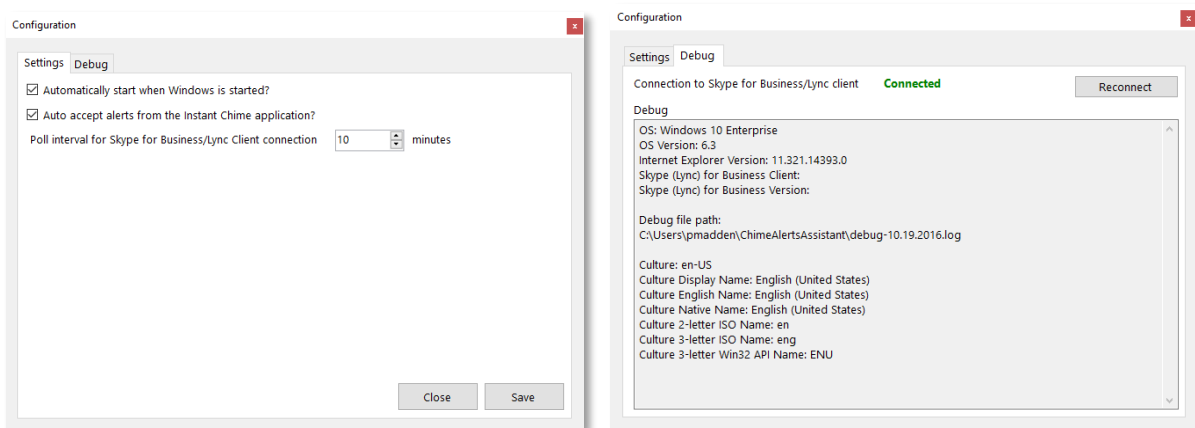 Configuration
x
Settings Debug
Automatically start when Windows is started?
Auto accept alerts from the Instant Chime application?
Poll interval for Skype for Business/Lync Client connection 10 minutes
Close Save
Configuration
x
Settings Debug
Connection to Skype for Business/Lync client Connected Reconnect
Debug
OS: Windows 10 Enterprise
OS Version: 6.3
Internet Explorer Version: 11.321.14393.0
Skype (Lync) for Business Client:
Skype (Lync) for Business Version:
Debug file path:
C:\Users\pmadden\ChimeAlertsAssistant\debug-10.19.2016.log
Culture: en-US
Culture Display Name: English (United States)
Culture English Name: English (United States)
Culture Native Name: English (United States)
Culture 2-letter ISO Name: en
Culture 3-letter ISO Name: eng
Culture 3-letter Win32 API Name: ENU